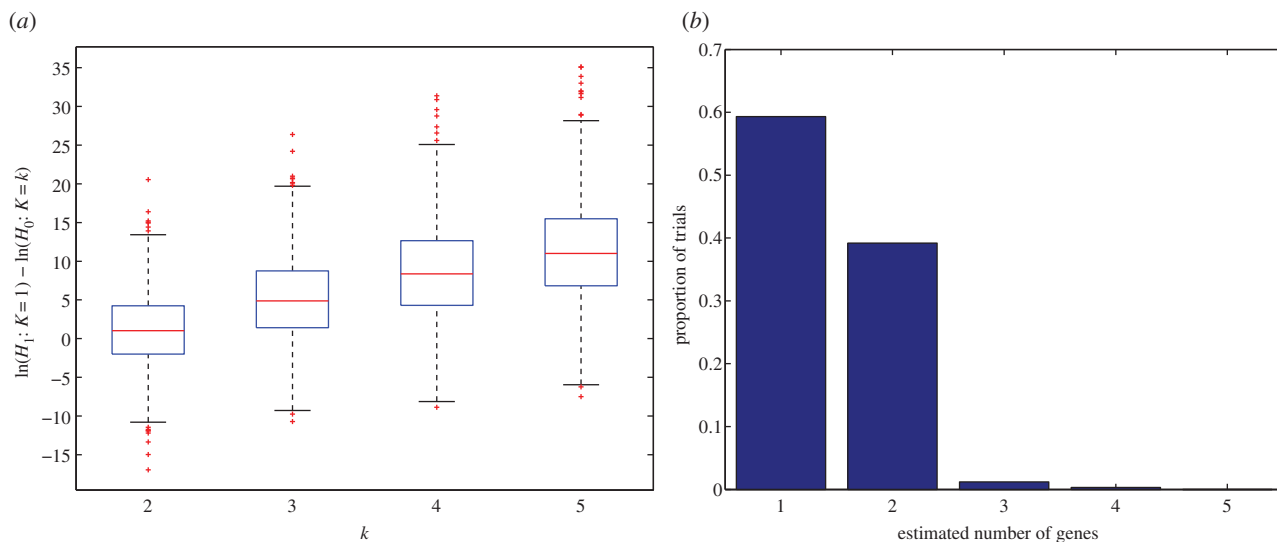 (a)
35
30
25
20
15
10
5
0
−5
−10
−15
ln(H1: K = 1) − ln(H0: K = k)
2 3 4 5
k
(b)
0.7
0.6
0.5
0.4
0.3
0.2
0.1
0
proportion of trials
1 2 3 4 5
estimated number of genes